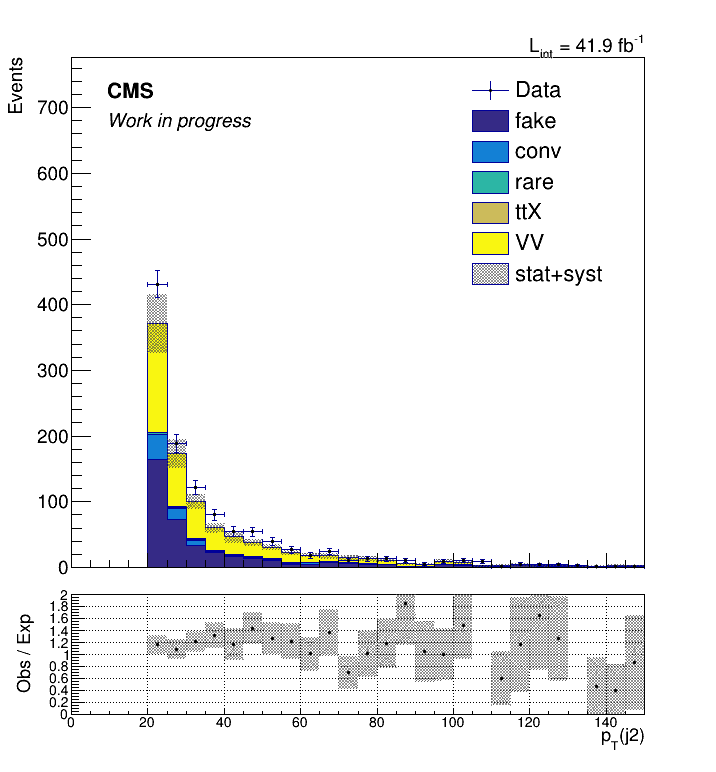 L_int = 41.9 fb^-1
Events
CMS
Work in progress
Data
fake
conv
rare
ttX
VV
stat+syst
700
600
500
400
300
200
100
0
Obs / Exp
2
1.8
1.6
1.4
1.2
1
0.8
0.6
0.4
0.2
0
0 20 40 60 80 100 120 140
p_T(j2)